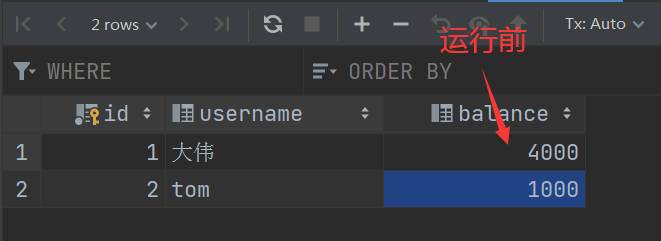 2 rows
Tx: Auto
运行前
WHERE
ORDER BY
id username balance
1 1 大伟 4000
2 2 tom 1000